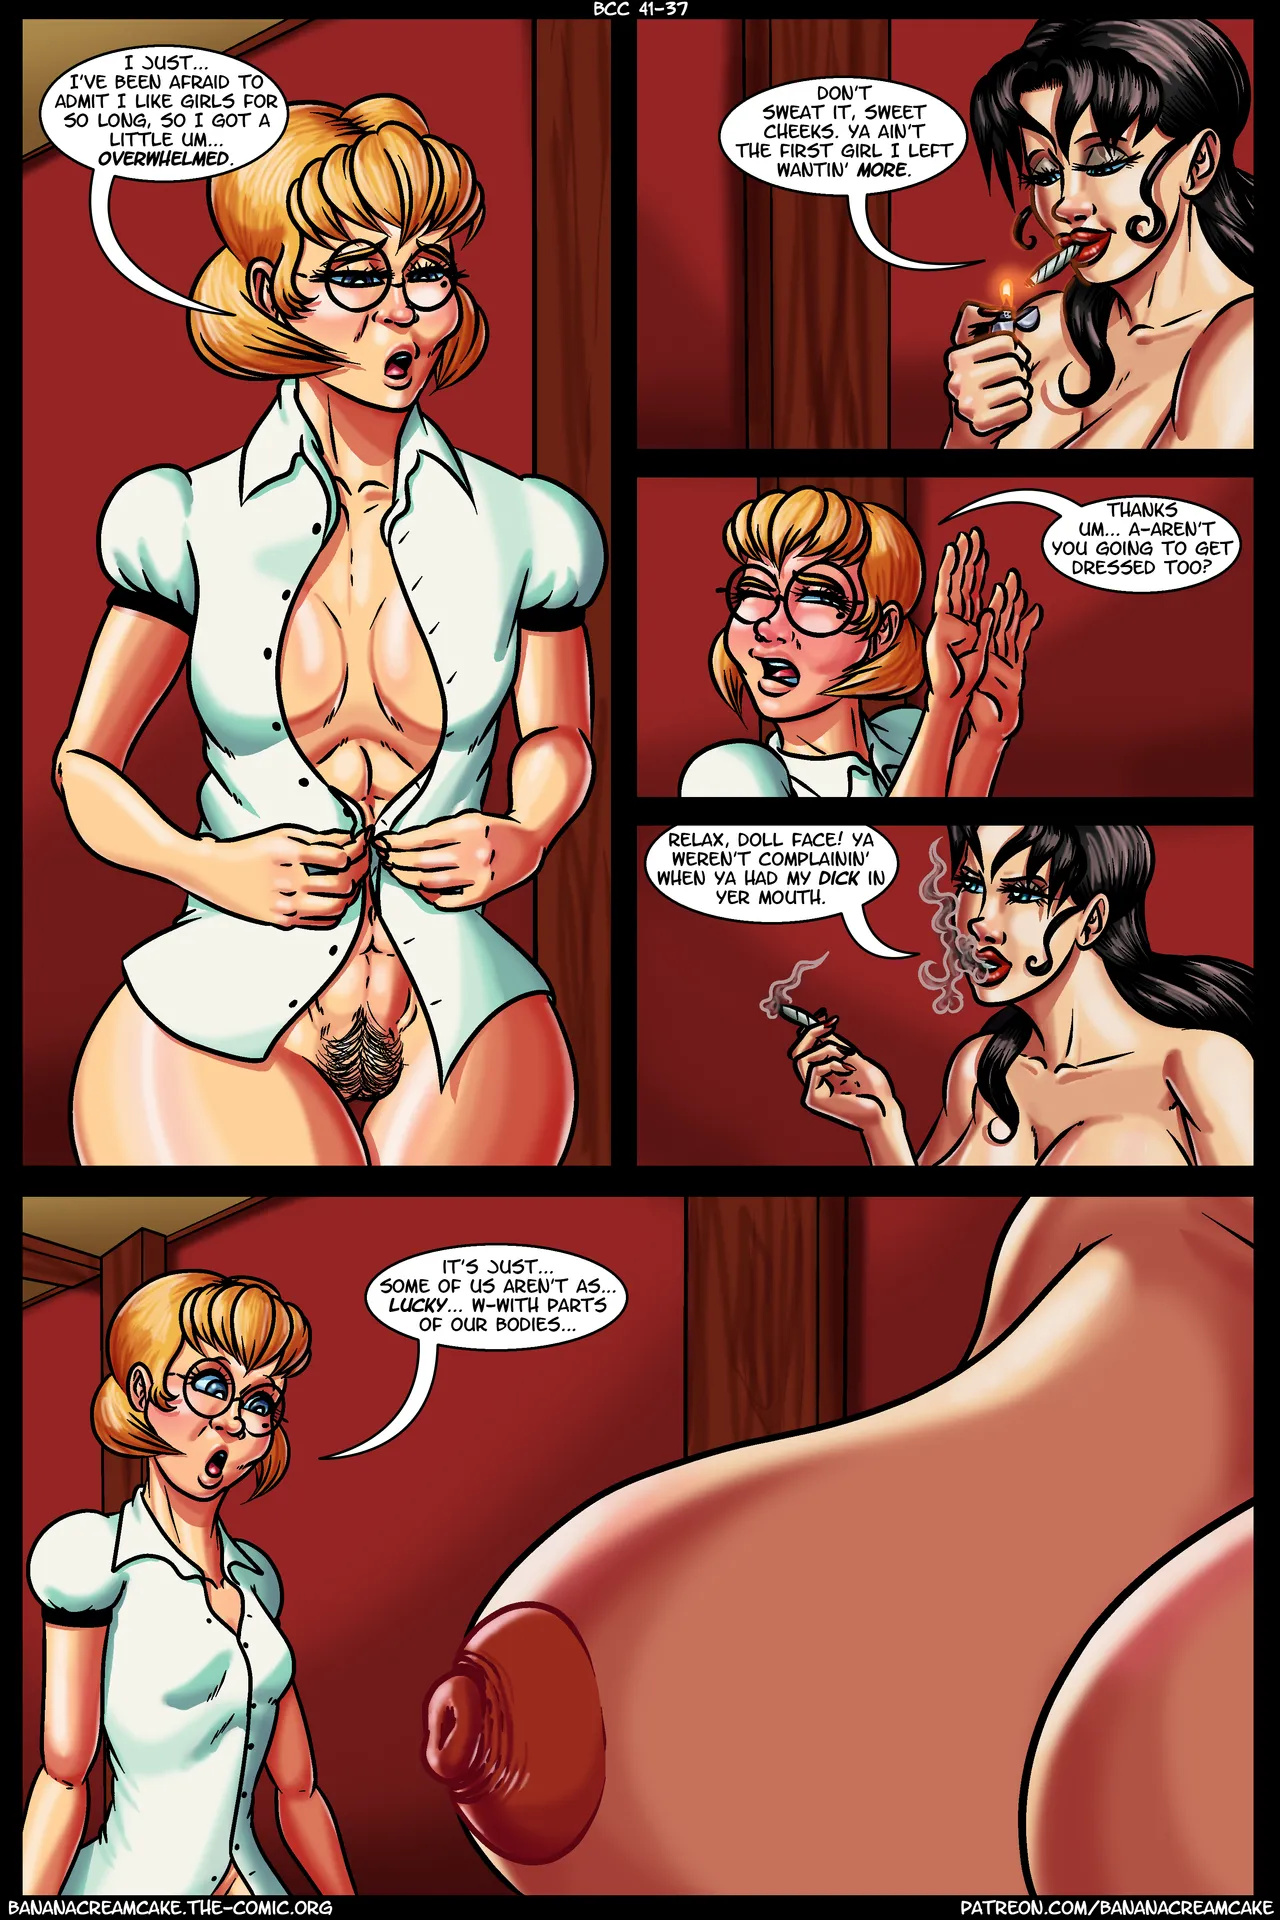 BCC 41-37
I JUST...
I'VE BEEN AFRAID TO
ADMIT I LIKE GIRLS FOR
SO LONG, SO I GOT A
LITTLE UM...
OVERWHELMED.
DON'T
SWEAT IT, SWEET
CHEEKS. YA AIN'T
THE FIRST GIRL I LEFT
WANTIN' MORE.
THANKS
UM... A-AREN'T
YOU GOING TO GET
DRESSED TOO?
RELAX, DOLL FACE! YA
WEREN'T COMPLAININ'
WHEN YA HAD MY DICK IN
YER MOUTH.
IT'S JUST...
SOME OF US AREN'T AS...
LUCKY... W-WITH PARTS
OF OUR BODIES...
BANANACREAMCAKE.THE-COMIC.ORG
PATREON.COM/BANANACREAMCAKE